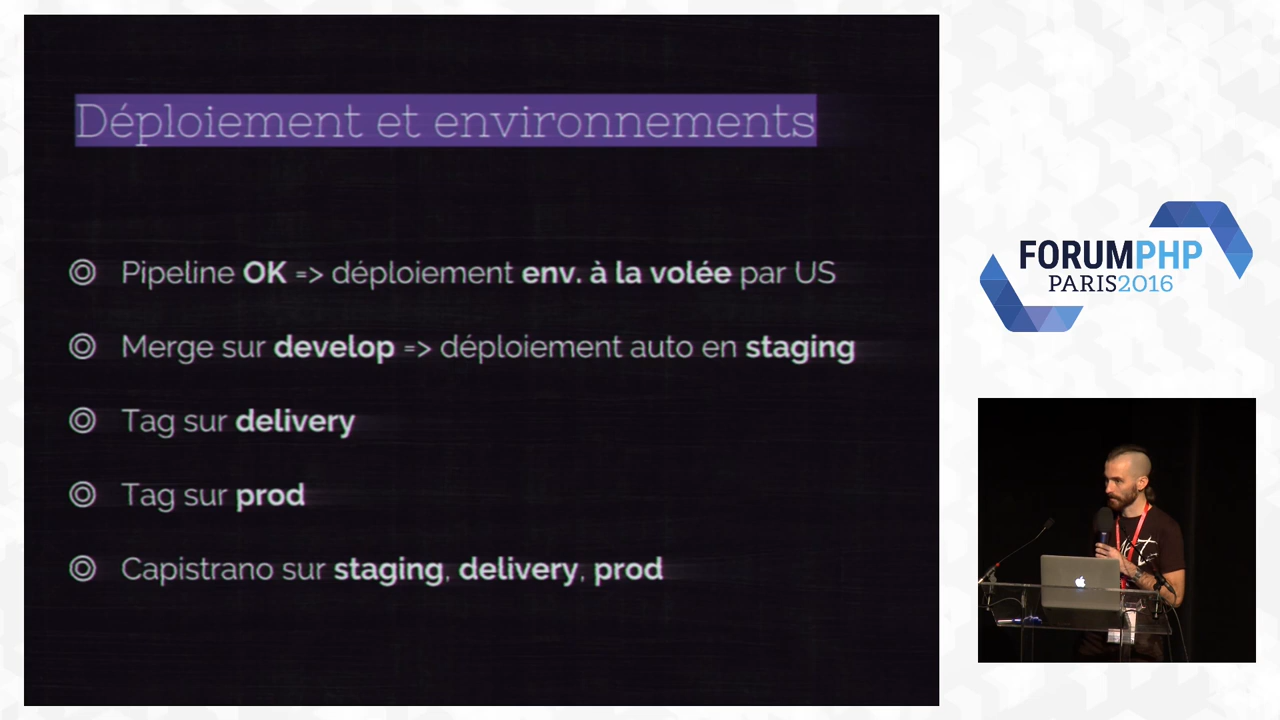 Déploiement et environnements
Pipeline OK => déploiement env. à la volée par US
Merge sur develop => déploiement auto en staging
Tag sur delivery
Tag sur prod
Capistrano sur staging, delivery, prod
FORUMPHP
PARIS2016